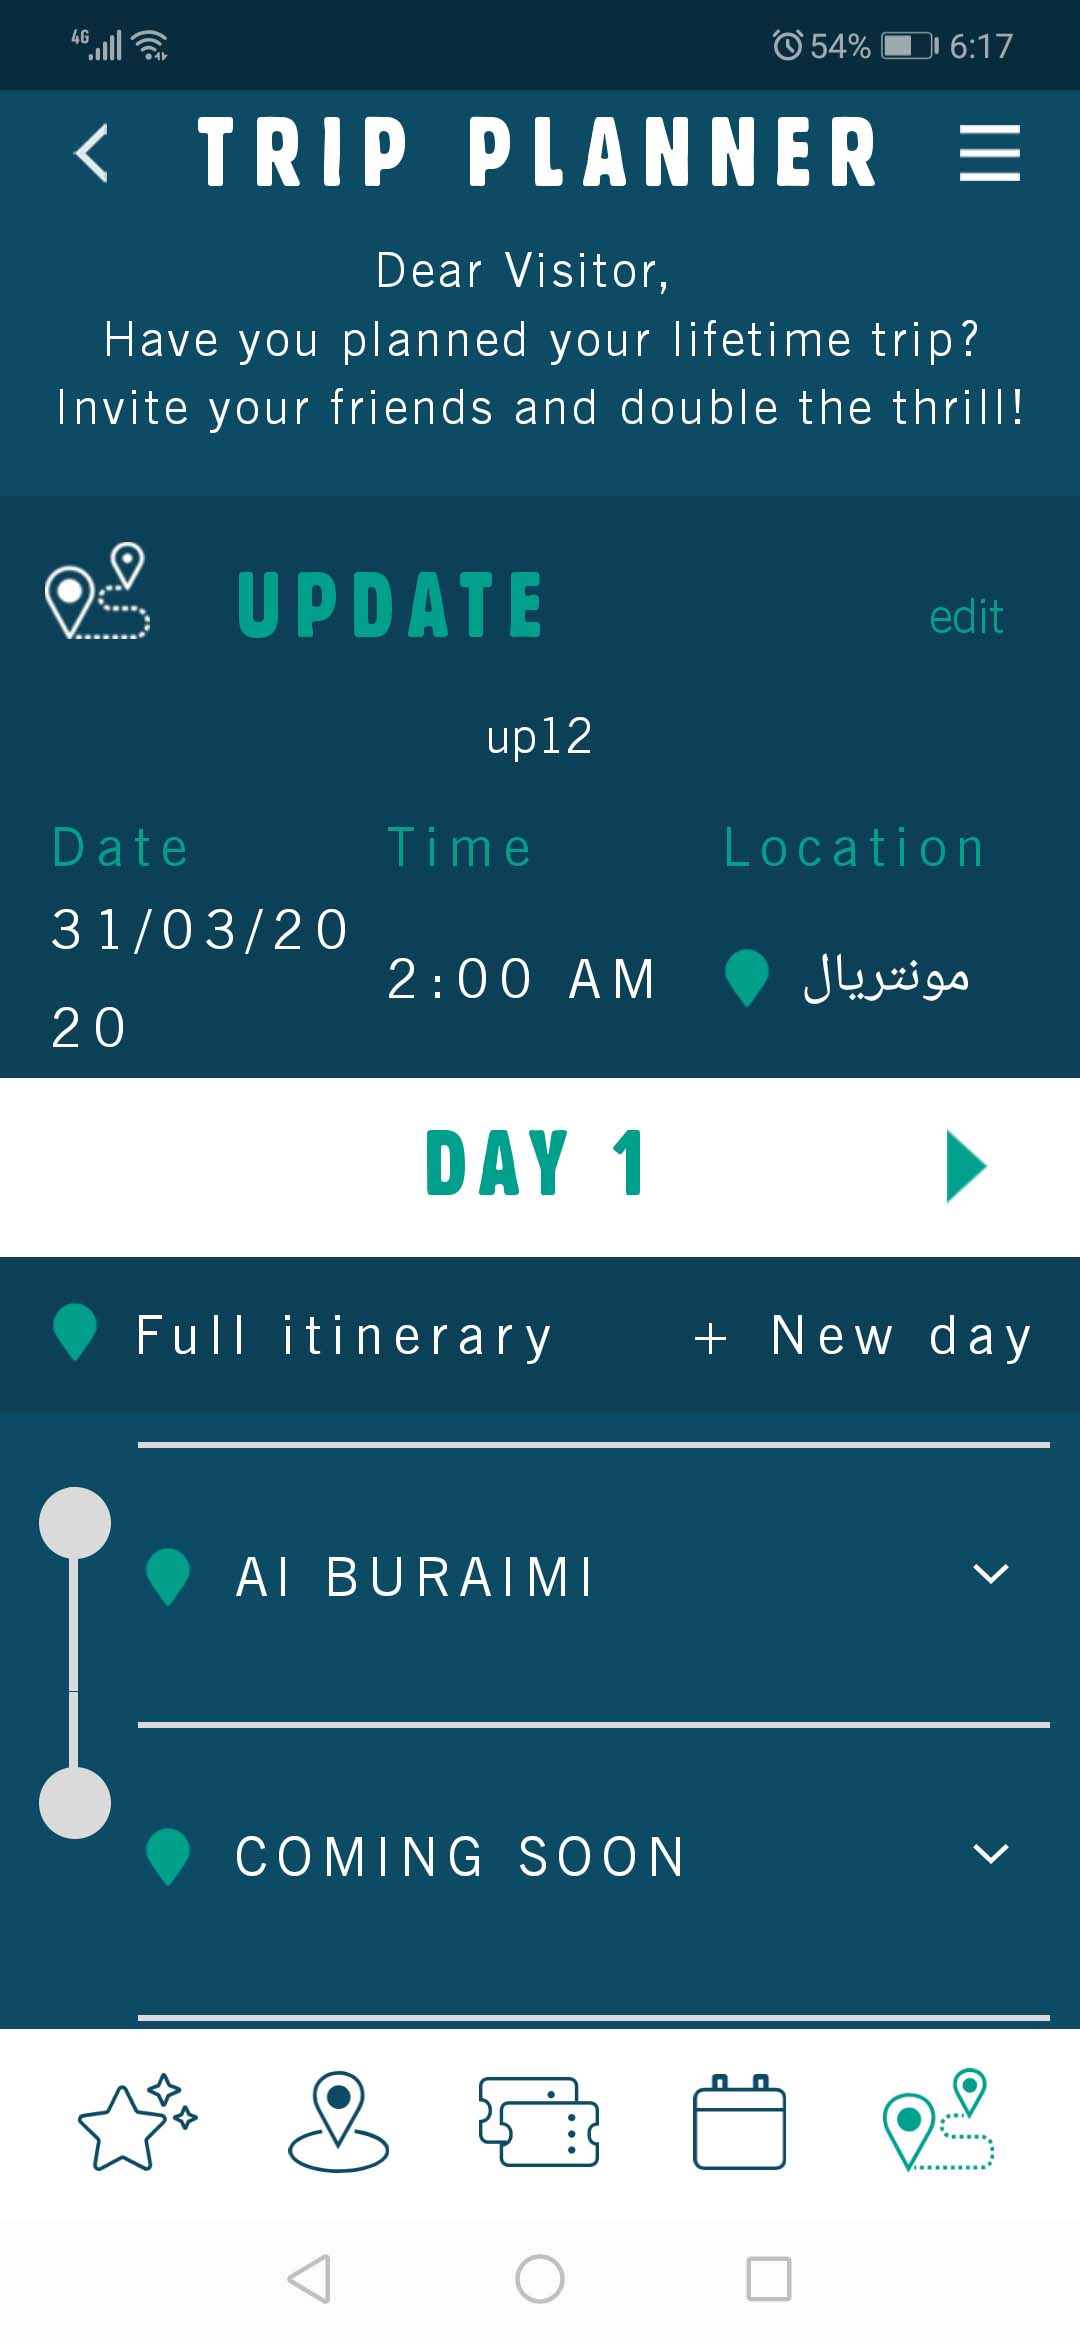 4G 54% 6:17
TRIP PLANNER
Dear Visitor,
Have you planned your lifetime trip?
Invite your friends and double the thrill!
UPDATE edit
up12
Date Time Location
31/03/20
20
2:00 AM
مونتريال
DAY 1
Full itinerary + New day
Al BURAIMI
COMING SOON